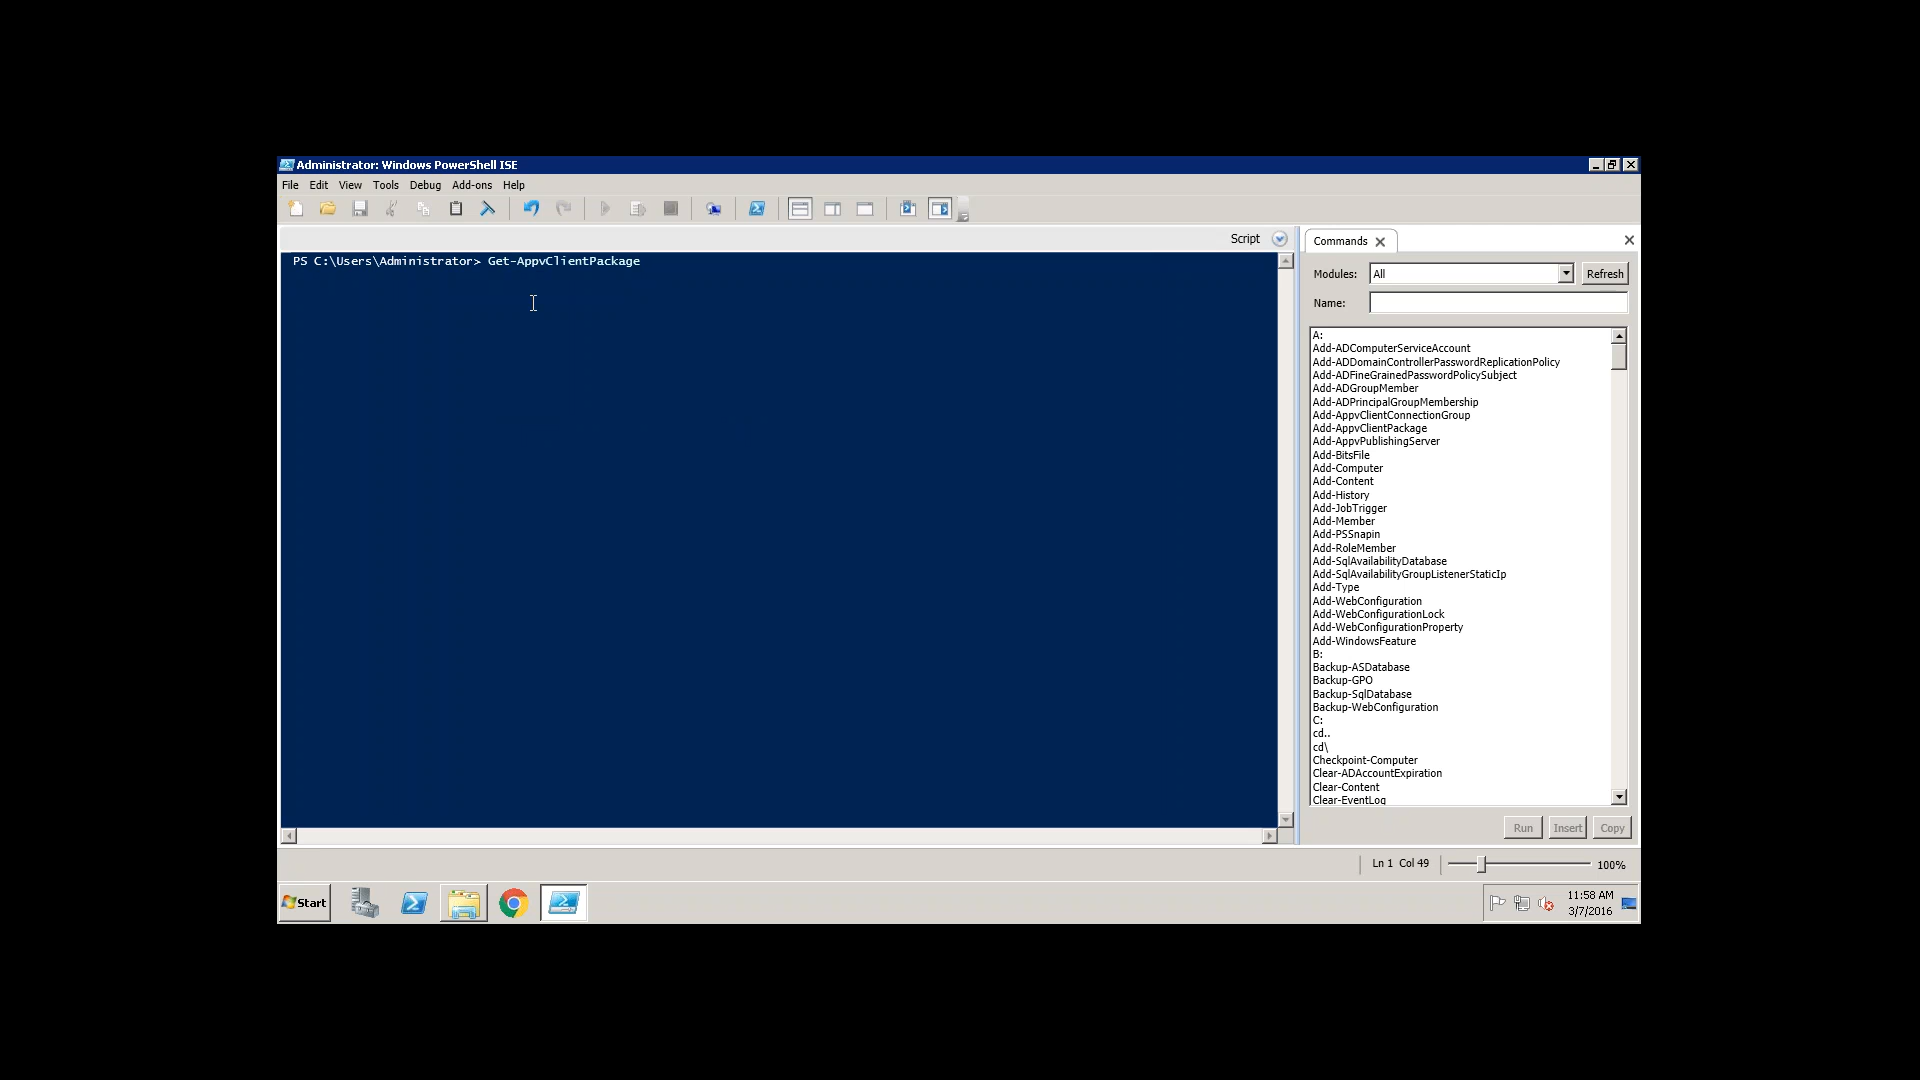 Administrator: Windows PowerShell ISE
File Edit View Tools Debug Add-ons Help
Script
PS C:\Users\Administrator> Get-AppvClientPackage
Commands
Modules: All Refresh
Name:
A:
Add-ADComputerServiceAccount
Add-ADDomainControllerPasswordReplicationPolicy
Add-ADFineGrainedPasswordPolicySubject
Add-ADGroupMember
Add-ADPrincipalGroupMembership
Add-AppvClientConnectionGroup
Add-AppvClientPackage
Add-AppvPublishingServer
Add-BitsFile
Add-Computer
Add-Content
Add-History
Add-JobTrigger
Add-Member
Add-PSSnapin
Add-RoleMember
Add-SqlAvailabilityDatabase
Add-SqlAvailabilityGroupListenerStaticIp
Add-Type
Add-WebConfiguration
Add-WebConfigurationLock
Add-WebConfigurationProperty
Add-WindowsFeature
B:
Backup-ASDatabase
Backup-GPO
Backup-SqlDatabase
Backup-WebConfiguration
C:
cd..
cd\
Checkpoint-Computer
Clear-ADAccountExpiration
Clear-Content
Clear-EventLog
Run Insert Copy
Ln 1 Col 49 100%
Start
11:58 AM
3/7/2016